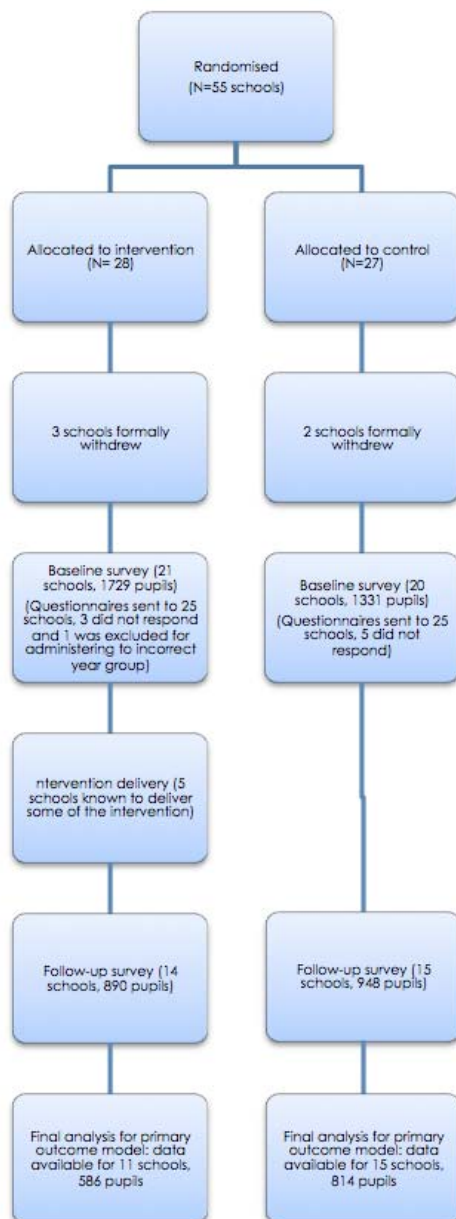 Randomised
(N=55 schools)
Allocated to intervention
(N= 28)
Allocated to control
(N=27)
3 schools formally
withdrew
2 schools formally
withdrew
Baseline survey (21
schools, 1729 pupils)
(Questionnaires sent to 25
schools, 3 did not respond
and 1 was excluded for
administering to incorrect
year group)
Baseline survey (20
schools, 1331 pupils)
(Questionnaires sent to 25
schools, 5 did not
respond)
ntervention delivery (5
schools known to deliver
some of the intervention)
Follow-up survey (14
schools, 890 pupils)
Follow-up survey (15
schools, 948 pupils)
Final analysis for primary
outcome model: data
available for 11 schools,
586 pupils
Final analysis for primary
outcome model: data
available for 15 schools,
814 pupils